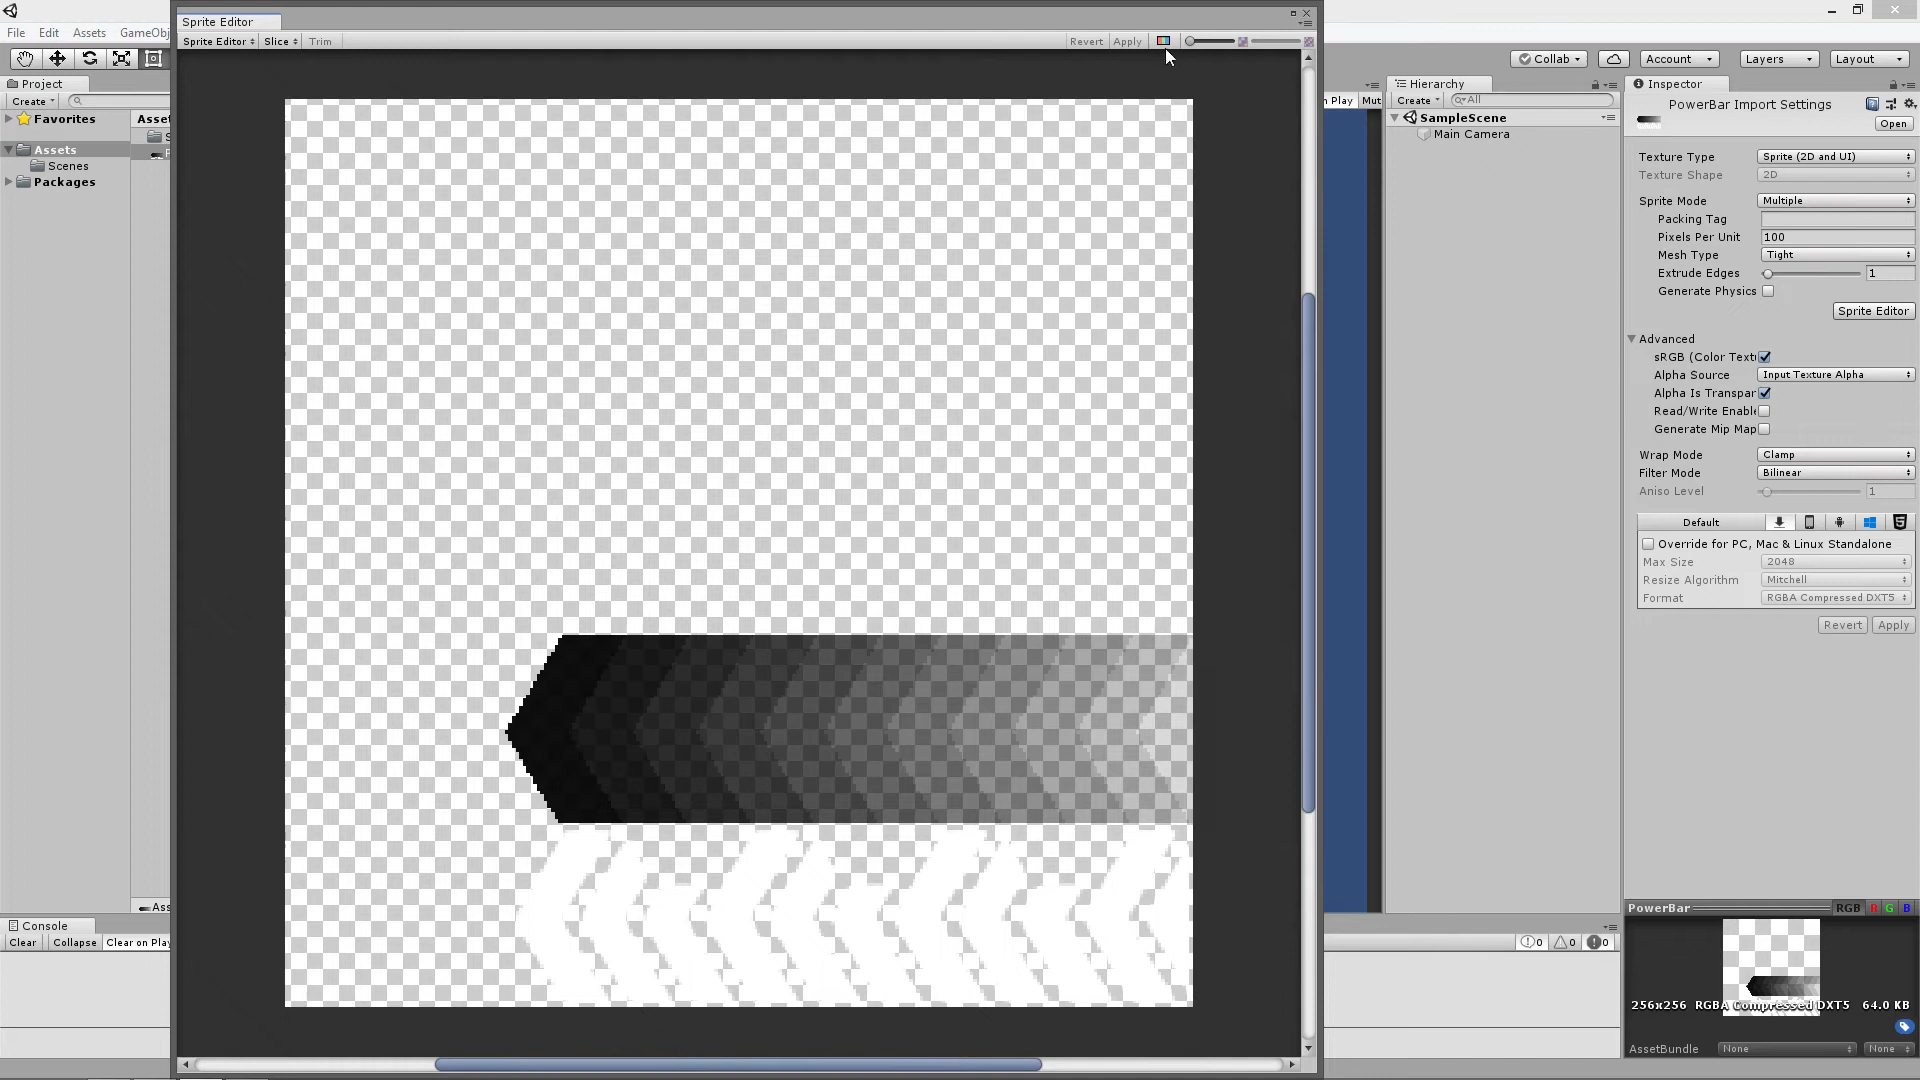 Sprite Editor
Sprite Editor Slice Trim Revert Apply
File Edit Assets GameObj
Collab Account Layers Layout
Project
Create
Favorites
Assets
Scenes
Packages
Asset
Ass
Console
Clear Collapse Clear on Play
n Play Mut
Hierarchy
Create All
SampleScene
Main Camera
0 0 0
Inspector
PowerBar Import Settings
Open
Texture Type Sprite (2D and UI)
Texture Shape 2D
Sprite Mode Multiple
Packing Tag
Pixels Per Unit 100
Mesh Type Tight
Extrude Edges 1
Generate Physics
Sprite Editor
Advanced
sRGB (Color Textu
Alpha Source Input Texture Alpha
Alpha Is Transpar
Read/Write Enable
Generate Mip Map
Wrap Mode Clamp
Filter Mode Bilinear
Aniso Level 1
Default
Override for PC, Mac & Linux Standalone
Max Size 2048
Resize Algorithm Mitchell
Format RGBA Compressed DXT5
Revert Apply
PowerBar RGB R G B
256x256 RGBA Compressed DXT5 64.0 KB
AssetBundle None None